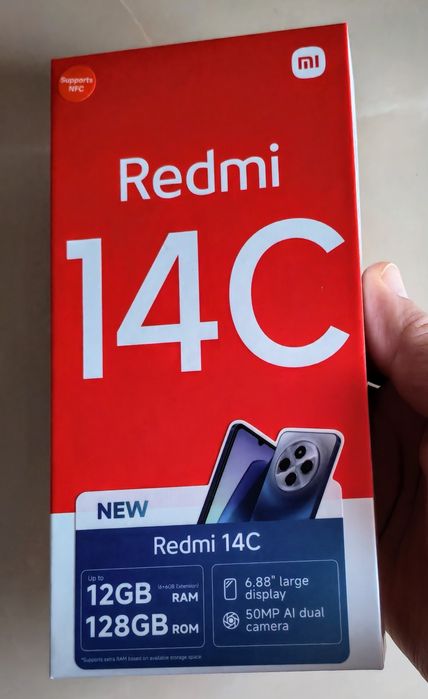 Supports
NFC
mi
Redmi
14C
NEW
Redmi 14C
Up to
12GB (6+6GB Extension) RAM
128GB ROM
6.88" large
display
50MP AI dual
camera
*Supports extra RAM based on available storage space